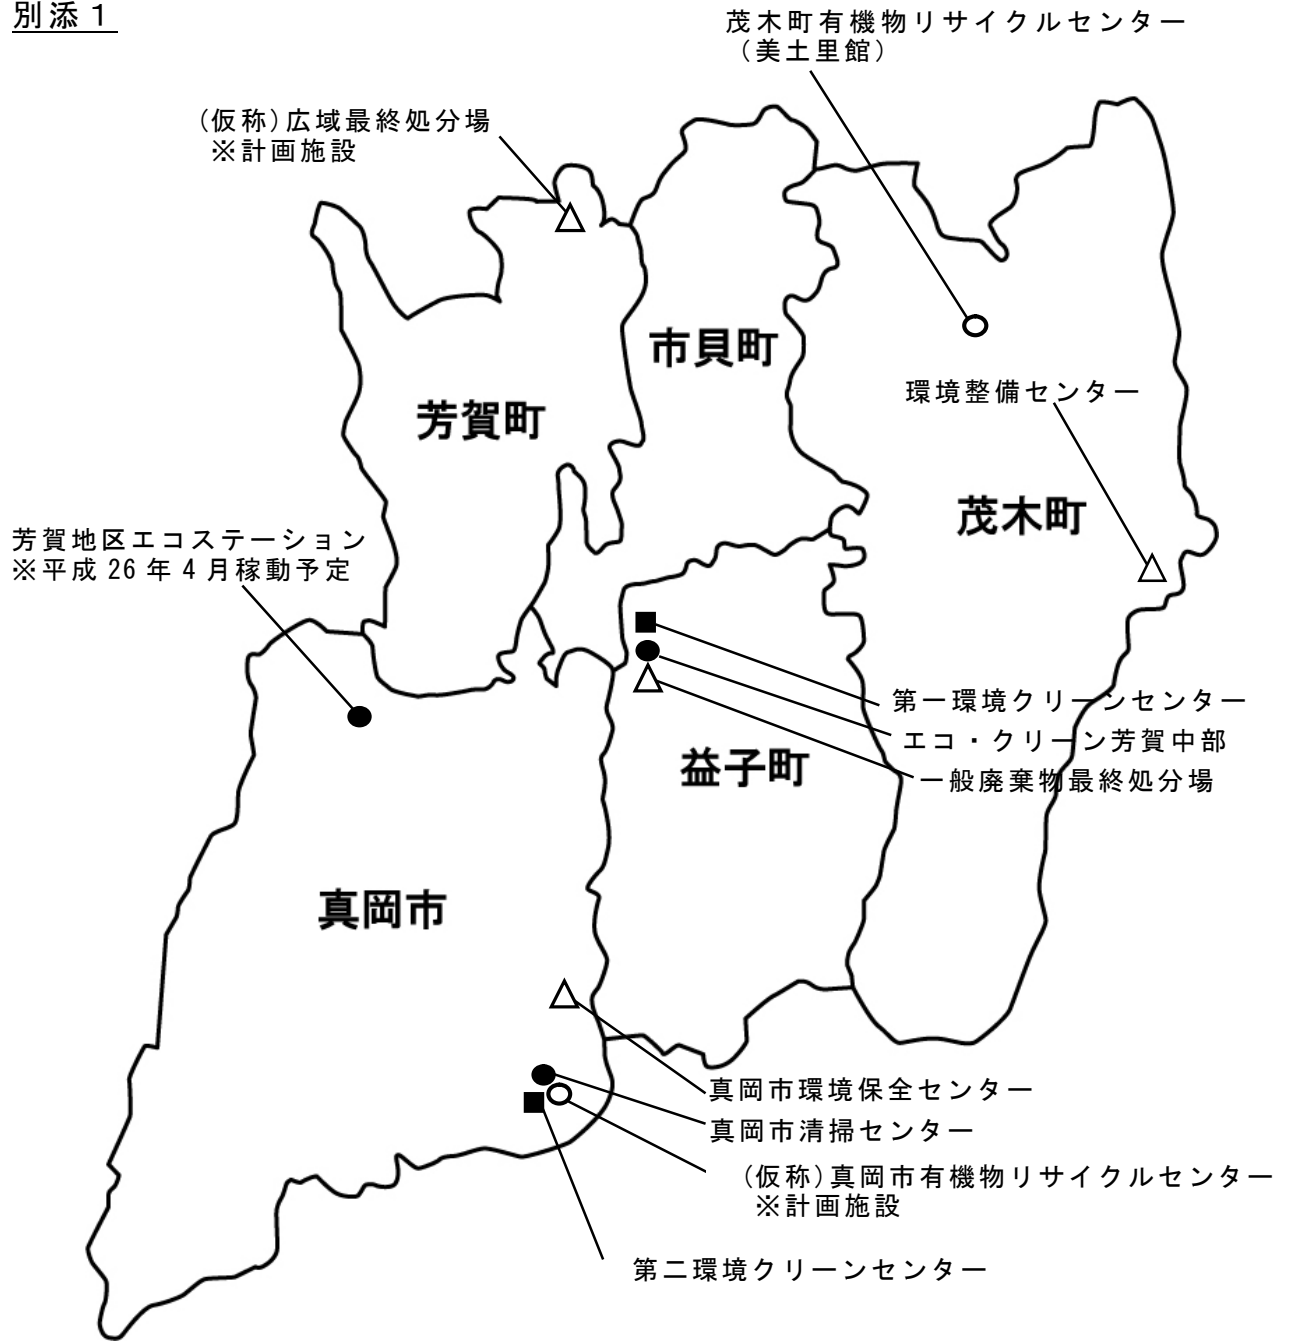 別添１
茂木町有機物リサイクルセンター
（美土里館）
（仮称）広域最終処分場
※計画施設
市貝町
環境整備センター
芳賀町
茂木町
芳賀地区エコステーション
※平成26年4月稼動予定
第一環境クリーンセンター
エコ・クリーン芳賀中部
一般廃棄物最終処分場
益子町
真岡市
真岡市環境保全センター
真岡市清掃センター
（仮称）真岡市有機物リサイクルセンター
※計画施設
第二環境クリーンセンター